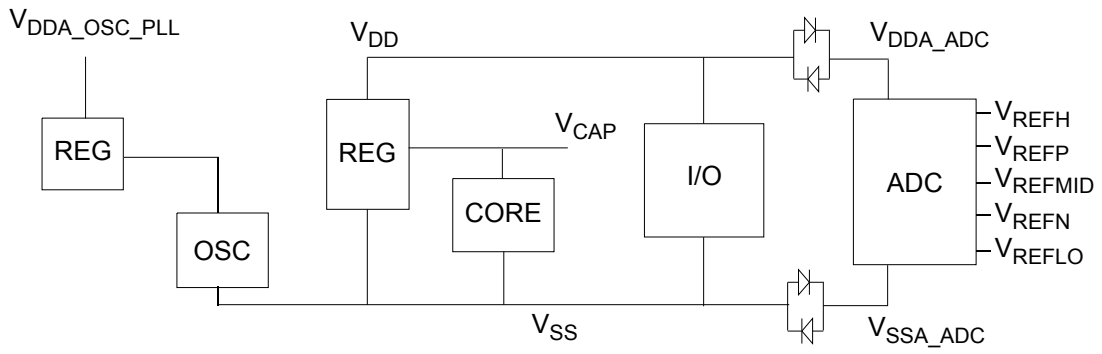 VDDA_OSC_PLL
VDD
VDDA_ADC
REG
REG
VCAP
CORE
I/O
ADC
VREFH
VREFP
VREFMID
VREFN
VREFLO
OSC
VSS
VSSA_ADC